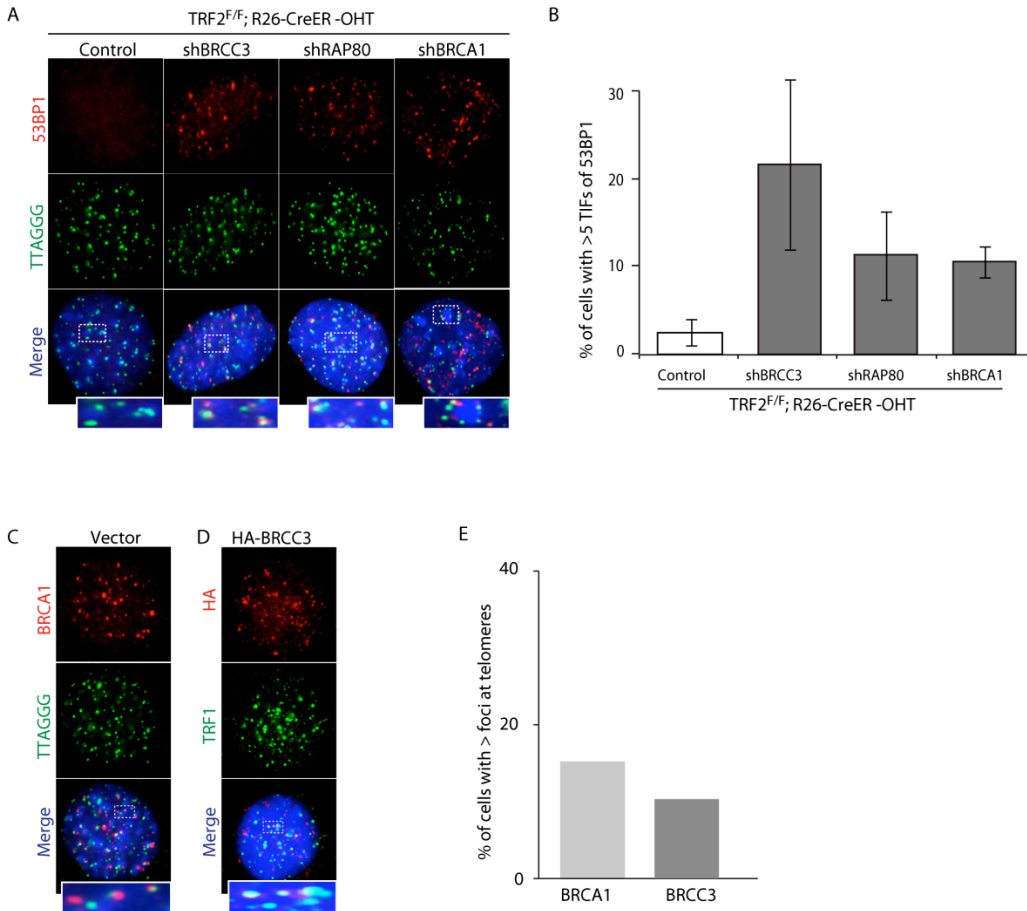 A
TRF2F/F; R26-CreER -OHT
Control shBRCC3 shRAP80 shBRCA1
53BP1
TTAGGG
Merge
B
% of cells with >5 TIFs of 53BP1
30
20
10
0
Control shBRCC3 shRAP80 shBRCA1
TRF2F/F; R26-CreER -OHT
C
Vector
BRCA1
TTAGGG
Merge
D
HA-BRCC3
HA
TRF1
Merge
E
% of cells with > foci at telomeres
40
20
0
BRCA1 BRCC3